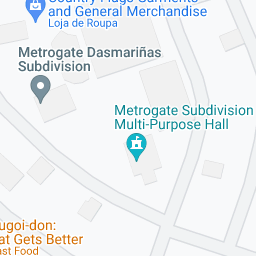 Country Hugo Garments
and General Merchandise
Loja de Roupa
Metrogate Dasmariñas
Subdivision
Metrogate Subdivision
Multi-Purpose Hall
ugoi-don:
at Gets Better
ast Food